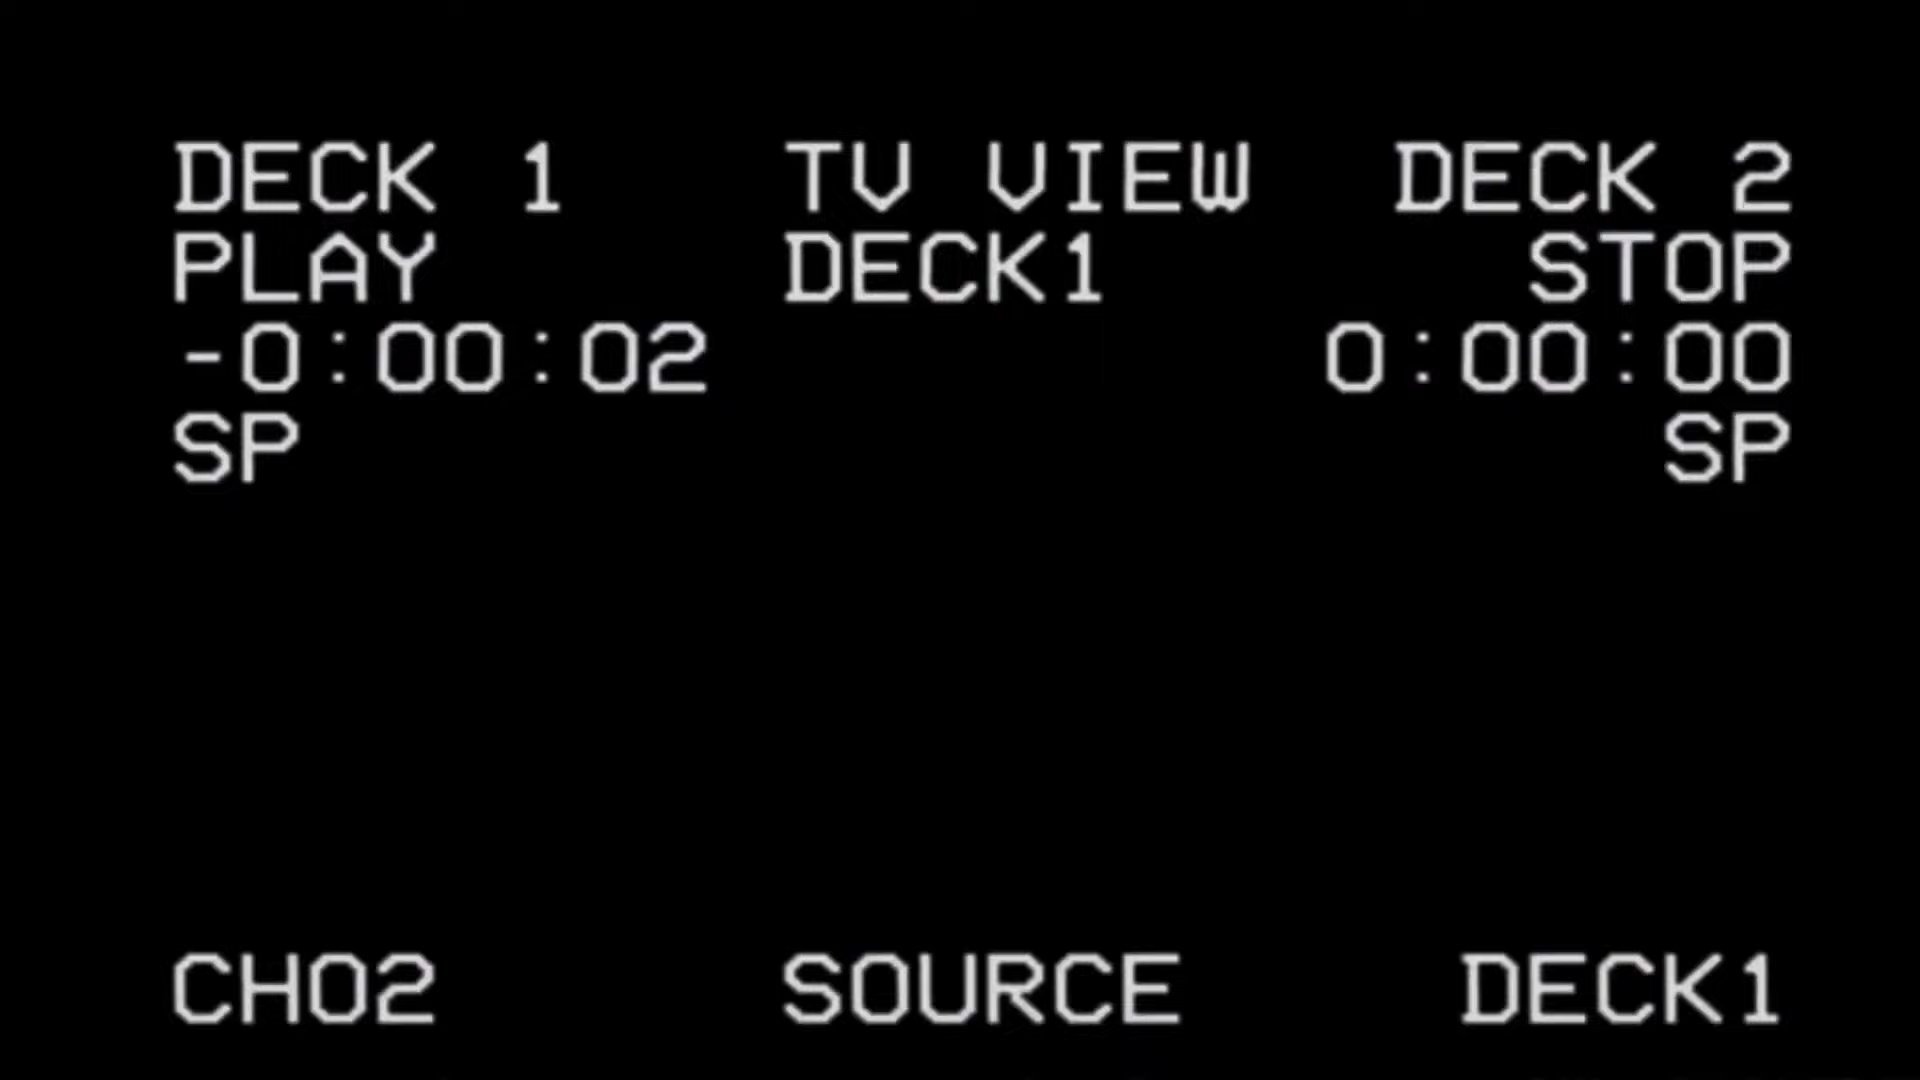 DECK 1 TV VIEW DECK 2
PLAY DECK1 STOP
-0:00:02 0:00:00
SP SP
CH02 SOURCE DECK1